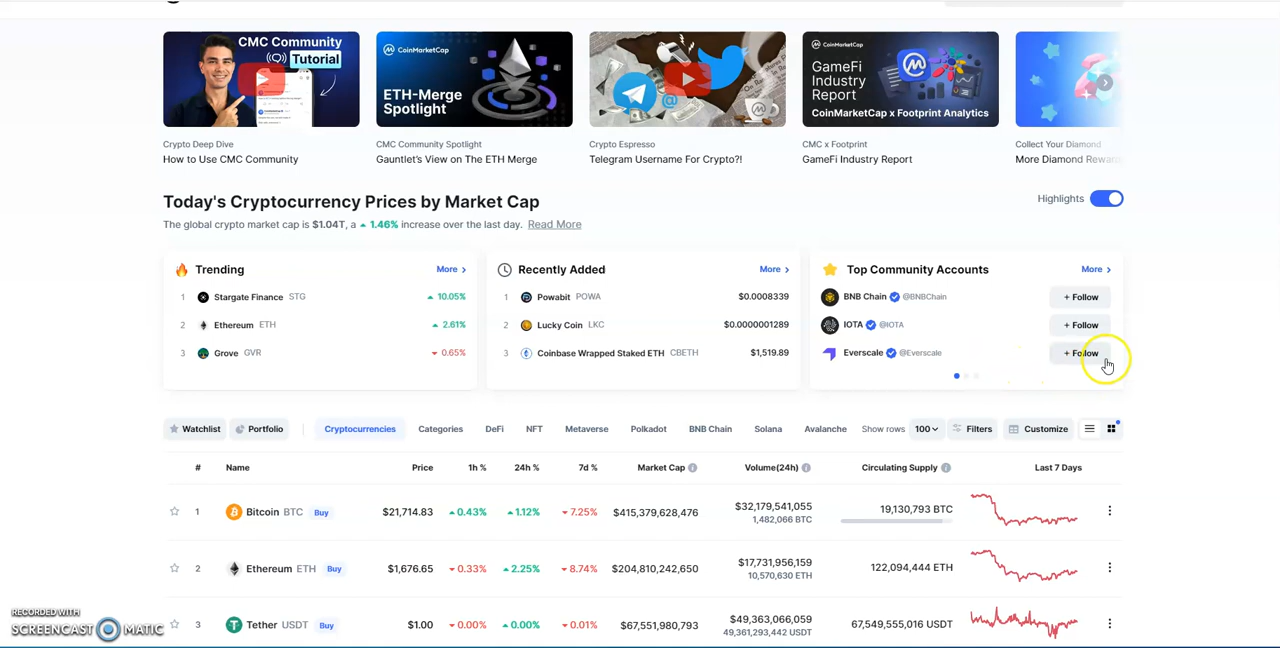 CMC Community
Tutorial
CoinMarketCap
ETH-Merge
Spotlight
CoinMarketCap
GameFi
Industry
Report
CoinMarketCap x Footprint Analytics
Crypto Deep Dive
How to Use CMC Community
CMC Community Spotlight
Gauntlet's View on The ETH Merge
Crypto Espresso
Telegram Username For Crypto?!
CMC x Footprint
GameFi Industry Report
Collect Your Diamond
More Diamond
Today's Cryptocurrency Prices by Market Cap
Highlights
The global crypto market cap is $1.04T, a 1.46% increase over the last day. Read More
Trending More >
1 Stargate Finance STG 10.05%
2 Ethereum ETH 2.61%
3 Grove GVR 0.65%
Recently Added More >
1 Powabit POWA $0.0008339
2 Lucky Coin LKC $0.0000001289
3 Coinbase Wrapped Staked ETH CBETH $1,519.89
Top Community Accounts More >
BNB Chain @BNBChain + Follow
IOTA @IOTA + Follow
Everscale @Everscale + Follow
Watchlist Portfolio Cryptocurrencies Categories DeFi NFT Metaverse Polkadot BNB Chain Solana Avalanche Show rows 100 Filters Customize
# Name Price 1h % 24h % 7d % Market Cap Volume(24h) Circulating Supply Last 7 Days
1 Bitcoin BTC Buy $21,714.83 0.43% 1.12% 7.25% $415,379,628,476 $32,179,541,055 19,130,793 BTC
1,482,066 BTC
2 Ethereum ETH Buy $1,676.65 0.33% 2.25% 8.74% $204,810,242,650 $17,731,956,159 122,094,444 ETH
10,570,630 ETH
3 Tether USDT Buy $1.00 0.00% 0.00% 0.01% $67,551,980,793 $49,363,066,059 67,549,555,016 USDT
49,361,293,442 USDT
RECORDED WITH
SCREENCAST MATIC